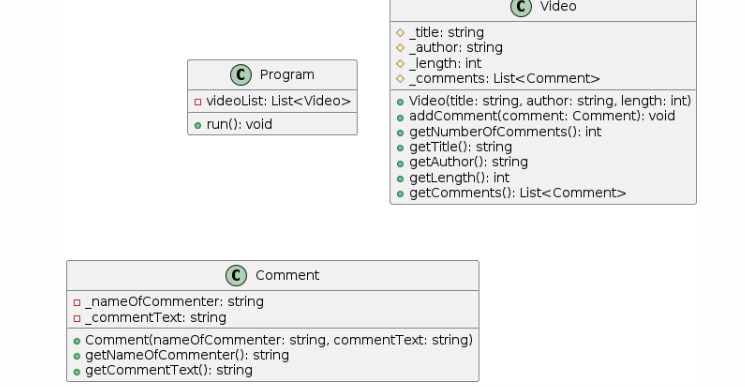 C Video
_title: string
_author: string
_length: int
_comments: List<Comment>
Video(title: string, author: string, length: int)
addComment(comment: Comment): void
getNumberOfComments(): int
getTitle(): string
getAuthor(): string
getLength(): int
getComments(): List<Comment>
C Program
videoList: List<Video>
run(): void
C Comment
_nameOfCommenter: string
_commentText: string
Comment(nameOfCommenter: string, commentText: string)
getNameOfCommenter(): string
getCommentText(): string